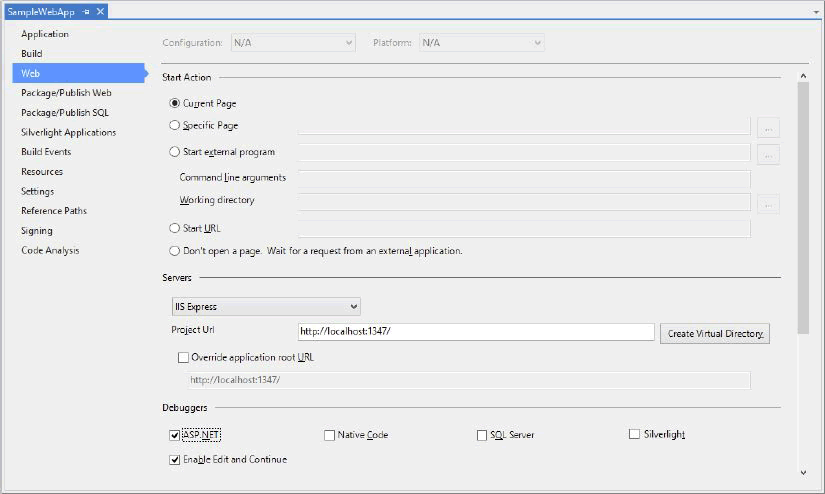 SampleWebApp
Application
Build
Web
Package/Publish Web
Package/Publish SQL
Silverlight Applications
Build Events
Resources
Settings
Reference Paths
Signing
Code Analysis
Configuration: N/A Platform: N/A
Start Action
Current Page
Specific Page ...
Start external program ...
Command line arguments
Working directory ...
Start URL
Don't open a page. Wait for a request from an external application.
Servers
IIS Express
Project Url http://localhost:1347/ Create Virtual Directory
Override application root URL
http://localhost:1347/
Debuggers
ASP.NET Native Code SQL Server Silverlight
Enable Edit and Continue